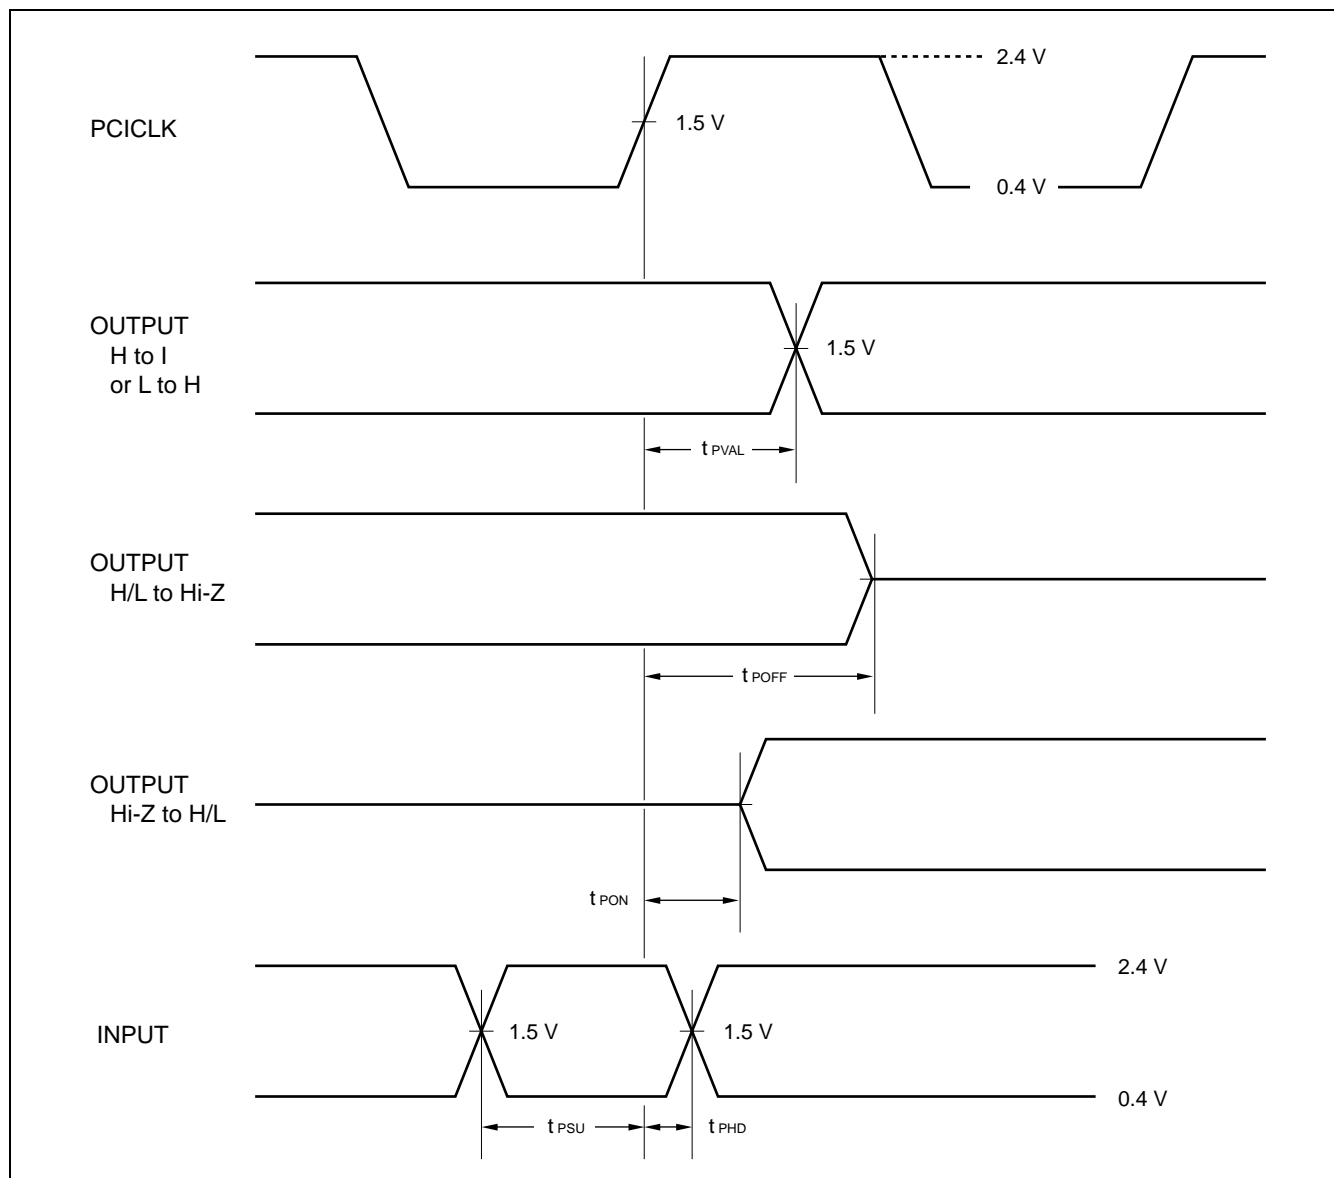 2.4 V
PCICLK
1.5 V
0.4 V
OUTPUT
H to I
or L to H
1.5 V
t PVAL
OUTPUT
H/L to Hi-Z
t POFF
OUTPUT
Hi-Z to H/L
t PON
2.4 V
INPUT
1.5 V
1.5 V
0.4 V
t PSU
t PHD